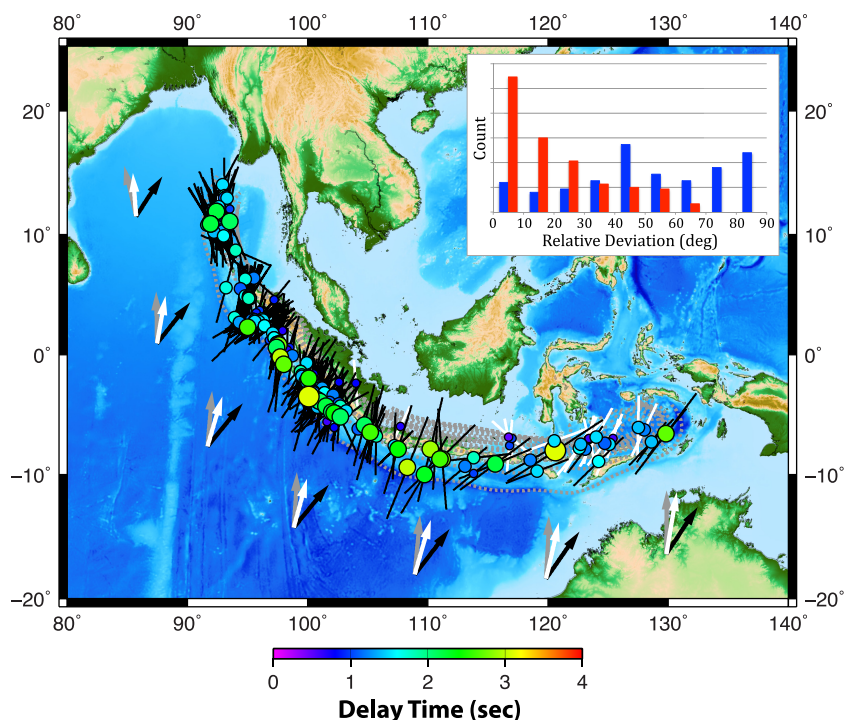 80˚ 90˚ 100˚ 110˚ 120˚ 130˚ 140˚
20˚ 20˚
10˚ 10˚
0˚ 0˚
−10˚ −10˚
−20˚ −20˚
Count
0 10 20 30 40 50 60 70 80 90
Relative Deviation (deg)
80˚ 90˚ 100˚ 110˚ 120˚ 130˚ 140˚
0 1 2 3 4
Delay Time (sec)